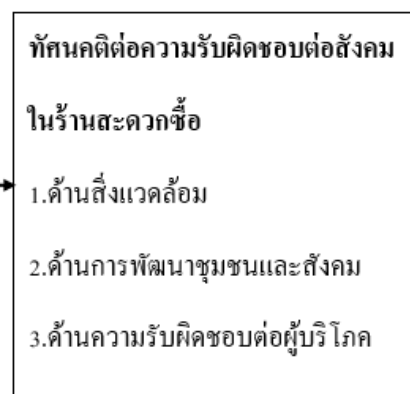 ทัศนคติต่อความรับผิดชอบต่อสังคม
ในร้านสะดวกซื้อ
1.ด้านสิ่งแวดล้อม
2.ด้านการพัฒนาชุมชนและสังคม
3.ด้านความรับผิดชอบต่อผู้บริโภค